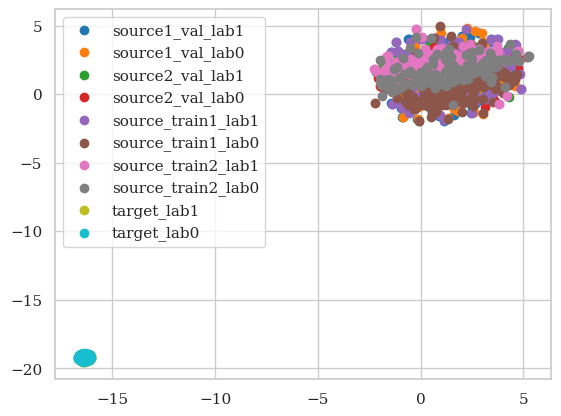 5
0
−5
−10
−15
−20
source1_val_lab1
source1_val_lab0
source2_val_lab1
source2_val_lab0
source_train1_lab1
source_train1_lab0
source_train2_lab1
source_train2_lab0
target_lab1
target_lab0
−15
−10
−5
0
5